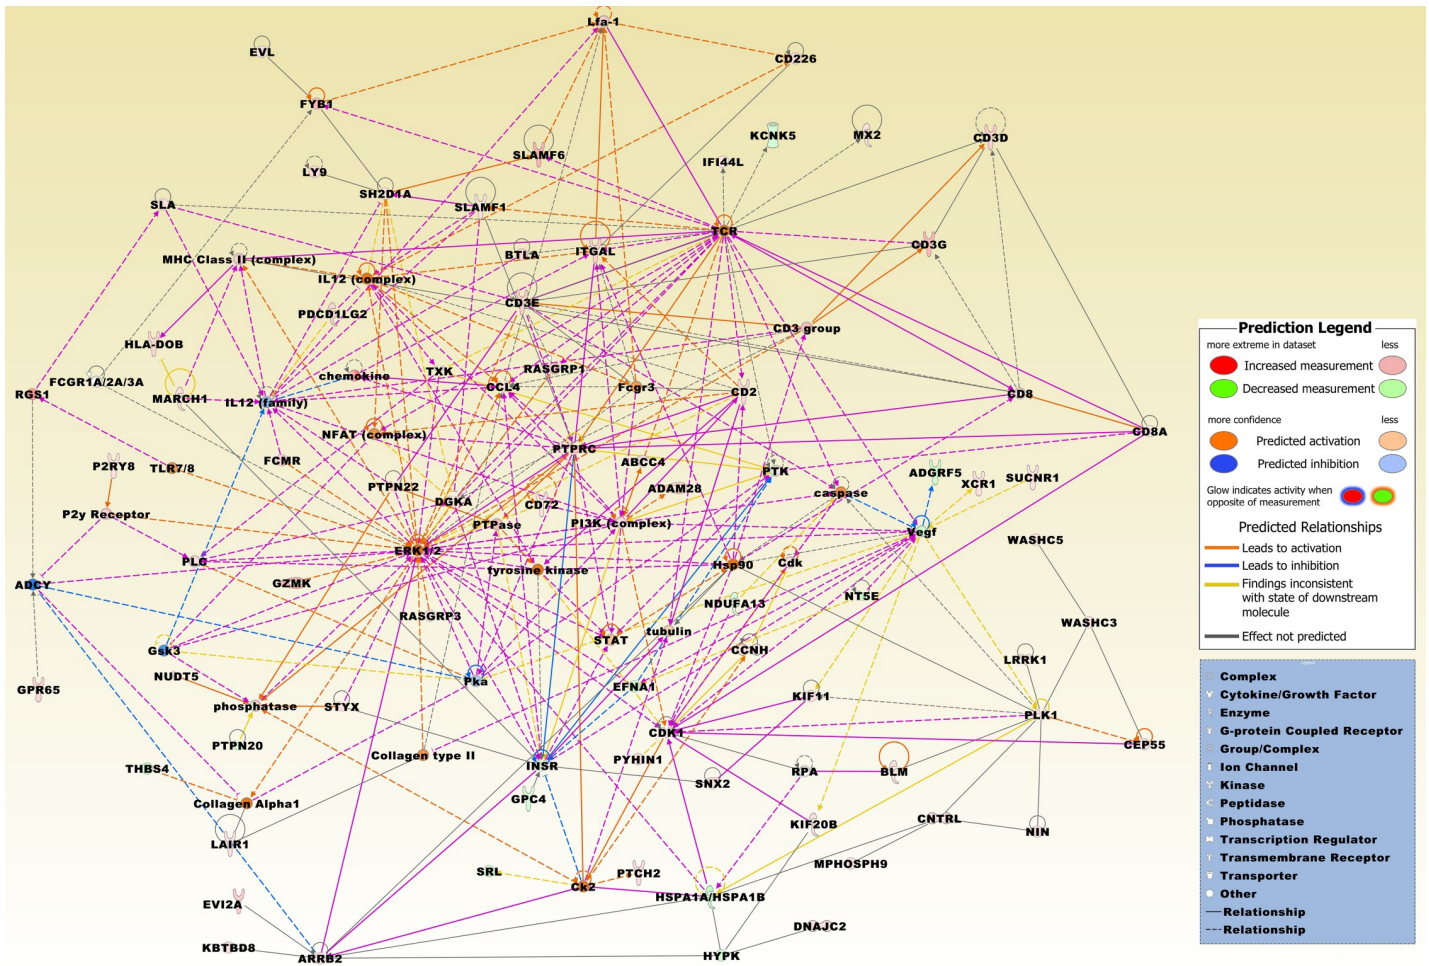 Lfa-1
EVL
CD226
FYB1
KCNK5
MX2
CD3D
SLAMF6
IFI44L
LY9
SH2D1A
SLA
SLAMF1
TCR
CD3G
MHC Class II (complex)
BTLA
ITGAL
IL12 (complex)
CD3E
PDCD1LG2
CD3 group
HLA-DOB
FCGR1A/2A/3A
chemokine
TXK
RASGRP1
RGS1
MARCH1
IL12 (family)
CCL4
Fcgr3
CD2
CD8
NFAT (complex)
CD8A
FCMR
PTPRC
ABCC4
P2RY8
TLR7/8
PTK
ADGRF5
XCR1
SUCNR1
PTPN22
DGKA
CD72
ADAM28
caspase
P2y Receptor
PTPase
PI3K (complex)
Vegf
WASHC5
ERK1/2
PLC
Hsp90
Cdk
ADCY
GZMK
tyrosine kinase
NDUFA13
NT5E
RASGRP3
WASHC3
STAT
tubulin
Gsk3
CCNH
LRRK1
NUDT5
Pka
EFNA1
GPR65
phosphatase
STYX
KIF11
PLK1
CDK1
PTPN20
Collagen type II
CEP55
THBS4
INSR
PYHIN1
RPA
BLM
SNX2
Collagen Alpha1
GPC4
KIF20B
CNTRL
NIN
LAIR1
MPHOSPH9
SRL
Ck2
PTCH2
HSPA1A/HSPA1B
EVI2A
DNAJC2
KBTBD8
ARRB2
HYPK
Prediction Legend
more extreme in dataset less
Increased measurement
Decreased measurement
more confidence less
Predicted activation
Predicted inhibition
Glow indicates activity when
opposite of measurement
Predicted Relationships
Leads to activation
Leads to inhibition
Findings inconsistent
with state of downstream
molecule
Effect not predicted
Legend
Complex
Cytokine/Growth Factor
Enzyme
G-protein Coupled Receptor
Group/Complex
Ion Channel
Kinase
Peptidase
Phosphatase
Transcription Regulator
Transmembrane Receptor
Transporter
Other
Relationship
Relationship